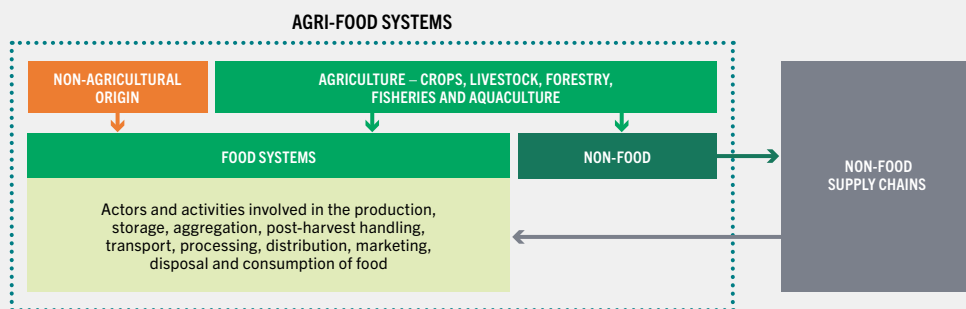 AGRI-FOOD SYSTEMS
NON-AGRICULTURAL
ORIGIN
AGRICULTURE – CROPS, LIVESTOCK, FORESTRY,
FISHERIES AND AQUACULTURE
FOOD SYSTEMS
NON-FOOD
NON-FOOD
SUPPLY CHAINS
Actors and activities involved in the production,
storage, aggregation, post-harvest handling,
transport, processing, distribution, marketing,
disposal and consumption of food